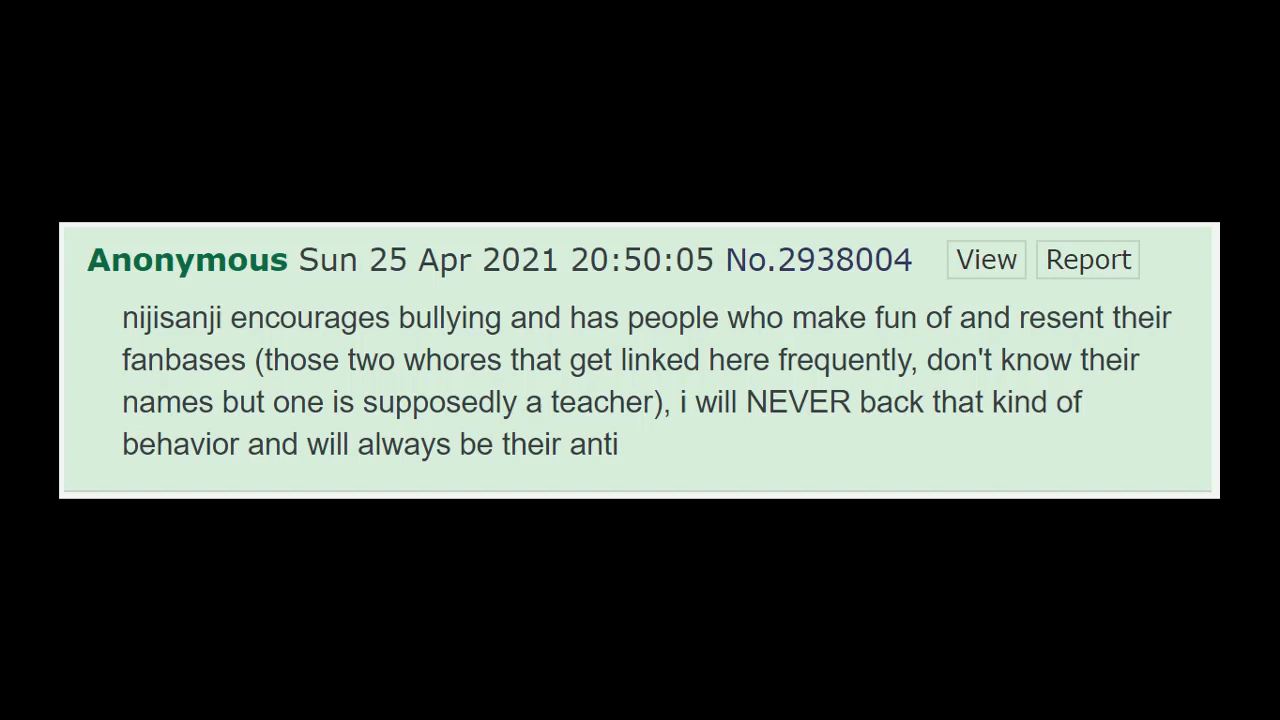 Anonymous Sun 25 Apr 2021 20:50:05 No.2938004 View Report
nijisanji encourages bullying and has people who make fun of and resent their
fanbases (those two whores that get linked here frequently, don't know their
names but one is supposedly a teacher), i will NEVER back that kind of
behavior and will always be their anti